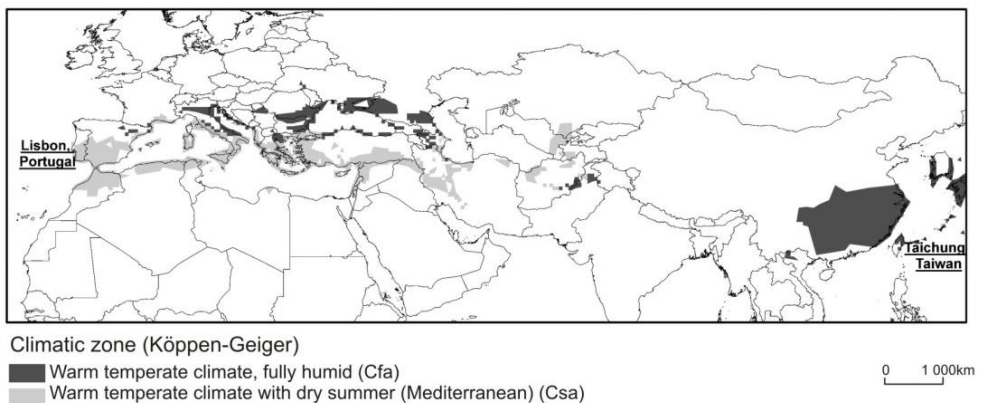 Lisbon,
Portugal
Taichung
Taiwan
Climatic zone (Köppen-Geiger)
Warm temperate climate, fully humid (Cfa)
Warm temperate climate with dry summer (Mediterranean) (Csa)
0 1 000km